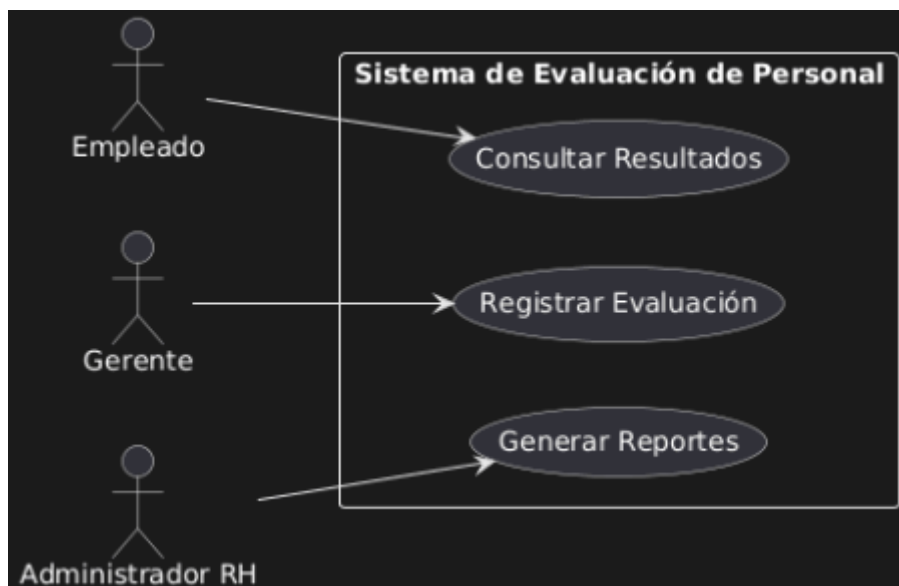 Sistema de Evaluación de Personal
Empleado
Consultar Resultados
Gerente
Registrar Evaluación
Administrador RH
Generar Reportes